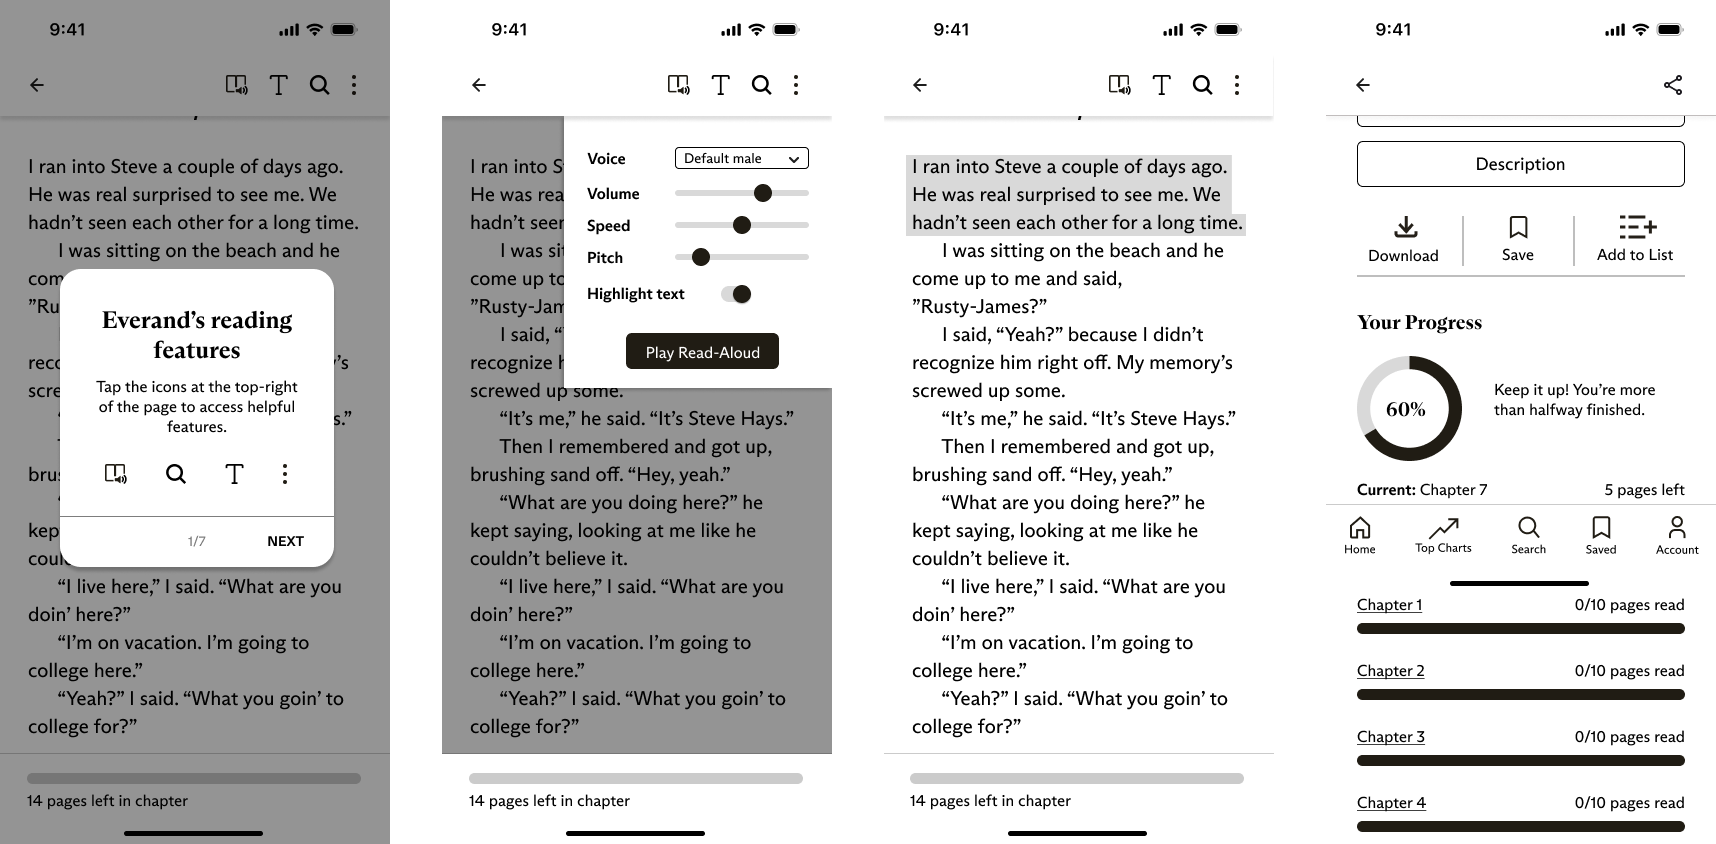 9:41
I ran into Steve a couple of days ago.
He was real surprised to see me. We
hadn’t seen each other for a long time.
I was sitting on the beach and he
com
”Ru
rec
’s
scre
“
s.”
brus
kep
coul
Everand’s reading
features
Tap the icons at the top-right
of the page to access helpful
features.
1/7 NEXT
“I live here,” I said. “What are you
doin’ here?”
“I’m on vacation. I’m going to
college here.”
“Yeah?” I said. “What you goin’ to
college for?”
14 pages left in chapter
9:41
I ran into S
He was rea
hadn’t seen
I was sit
come up to
”Rusty-Jam
I said, “
recognize h
screwed up some.
Voice Default male
Volume
Speed
Pitch
Highlight text
Play Read-Aloud
“It’s me,” he said. “It’s Steve Hays.”
Then I remembered and got up,
brushing sand off. “Hey, yeah.”
“What are you doing here?” he
kept saying, looking at me like he
couldn’t believe it.
“I live here,” I said. “What are you
doin’ here?”
“I’m on vacation. I’m going to
college here.”
“Yeah?” I said. “What you goin’ to
college for?”
14 pages left in chapter
9:41
I ran into Steve a couple of days ago.
He was real surprised to see me. We
hadn’t seen each other for a long time.
I was sitting on the beach and he
come up to me and said,
”Rusty-James?”
I said, “Yeah?” because I didn’t
recognize him right off. My memory’s
screwed up some.
“It’s me,” he said. “It’s Steve Hays.”
Then I remembered and got up,
brushing sand off. “Hey, yeah.”
“What are you doing here?” he
kept saying, looking at me like he
couldn’t believe it.
“I live here,” I said. “What are you
doin’ here?”
“I’m on vacation. I’m going to
college here.”
“Yeah?” I said. “What you goin’ to
college for?”
14 pages left in chapter
9:41
Description
Download Save Add to List
Your Progress
60%
Keep it up! You’re more
than halfway finished.
Current: Chapter 7 5 pages left
Home Top Charts Search Saved Account
Chapter 1 0/10 pages read
Chapter 2 0/10 pages read
Chapter 3 0/10 pages read
Chapter 4 0/10 pages read